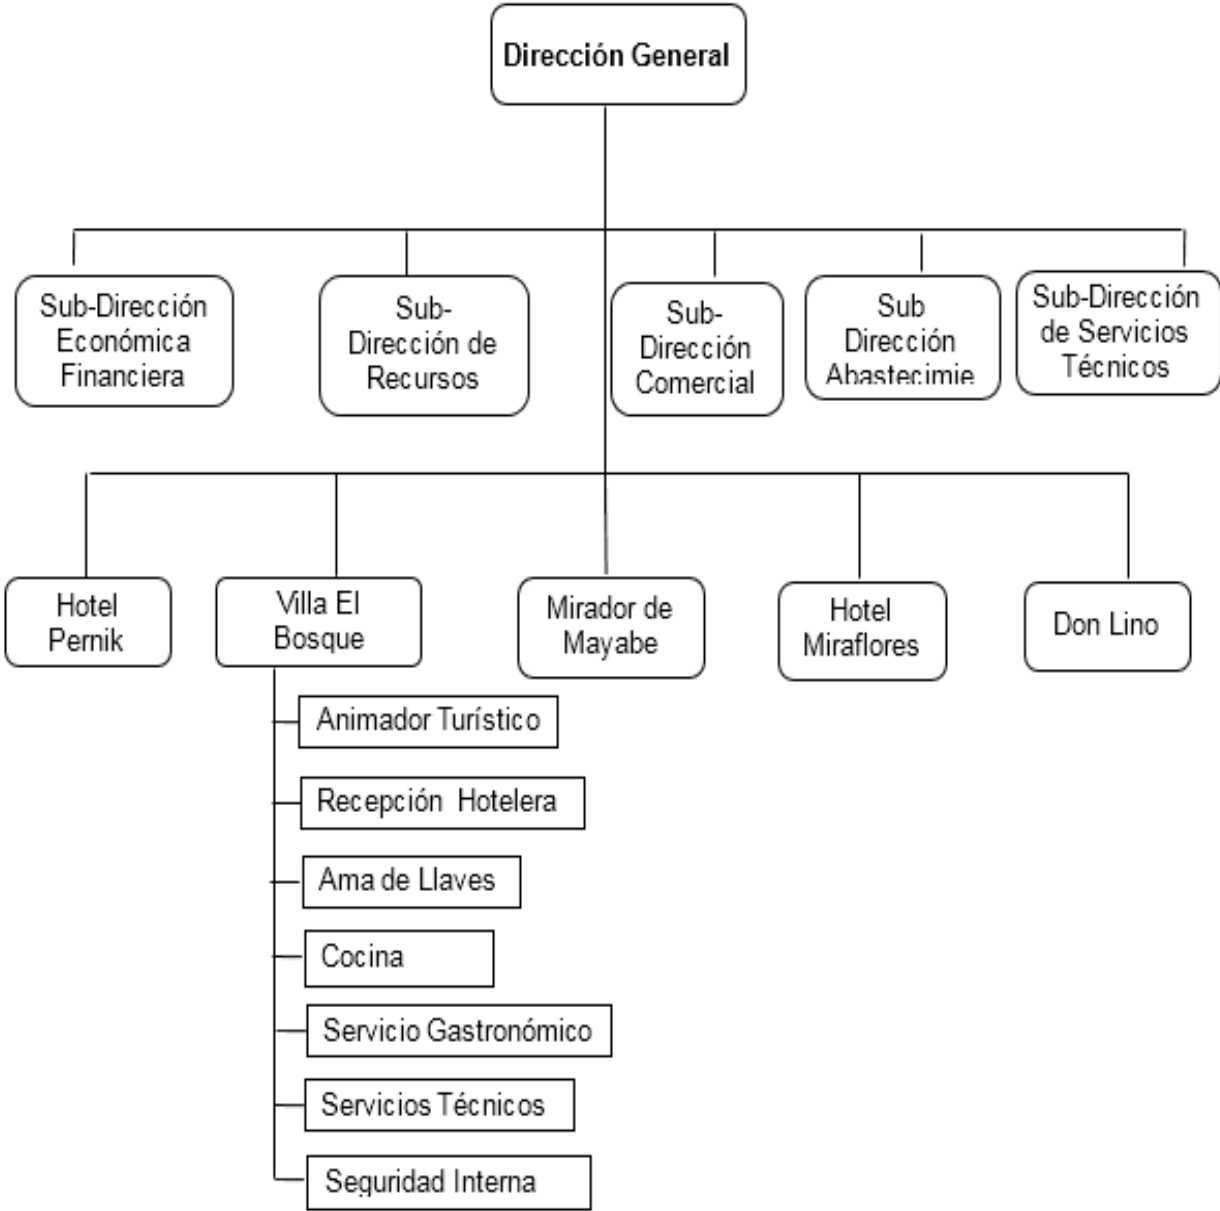 Dirección General
Sub-Dirección
Económica
Financiera
Sub-
Dirección de
Recursos
Sub-
Dirección
Comercial
Sub
Dirección
Abastecimie
Sub-Dirección
de Servicios
Técnicos
Hotel
Pernik
Villa El
Bosque
Mirador de
Mayabe
Hotel
Miraflores
Don Lino
Animador Turístico
Recepción Hotelera
Ama de Llaves
Cocina
Servicio Gastronómico
Servicios Técnicos
Seguridad Interna